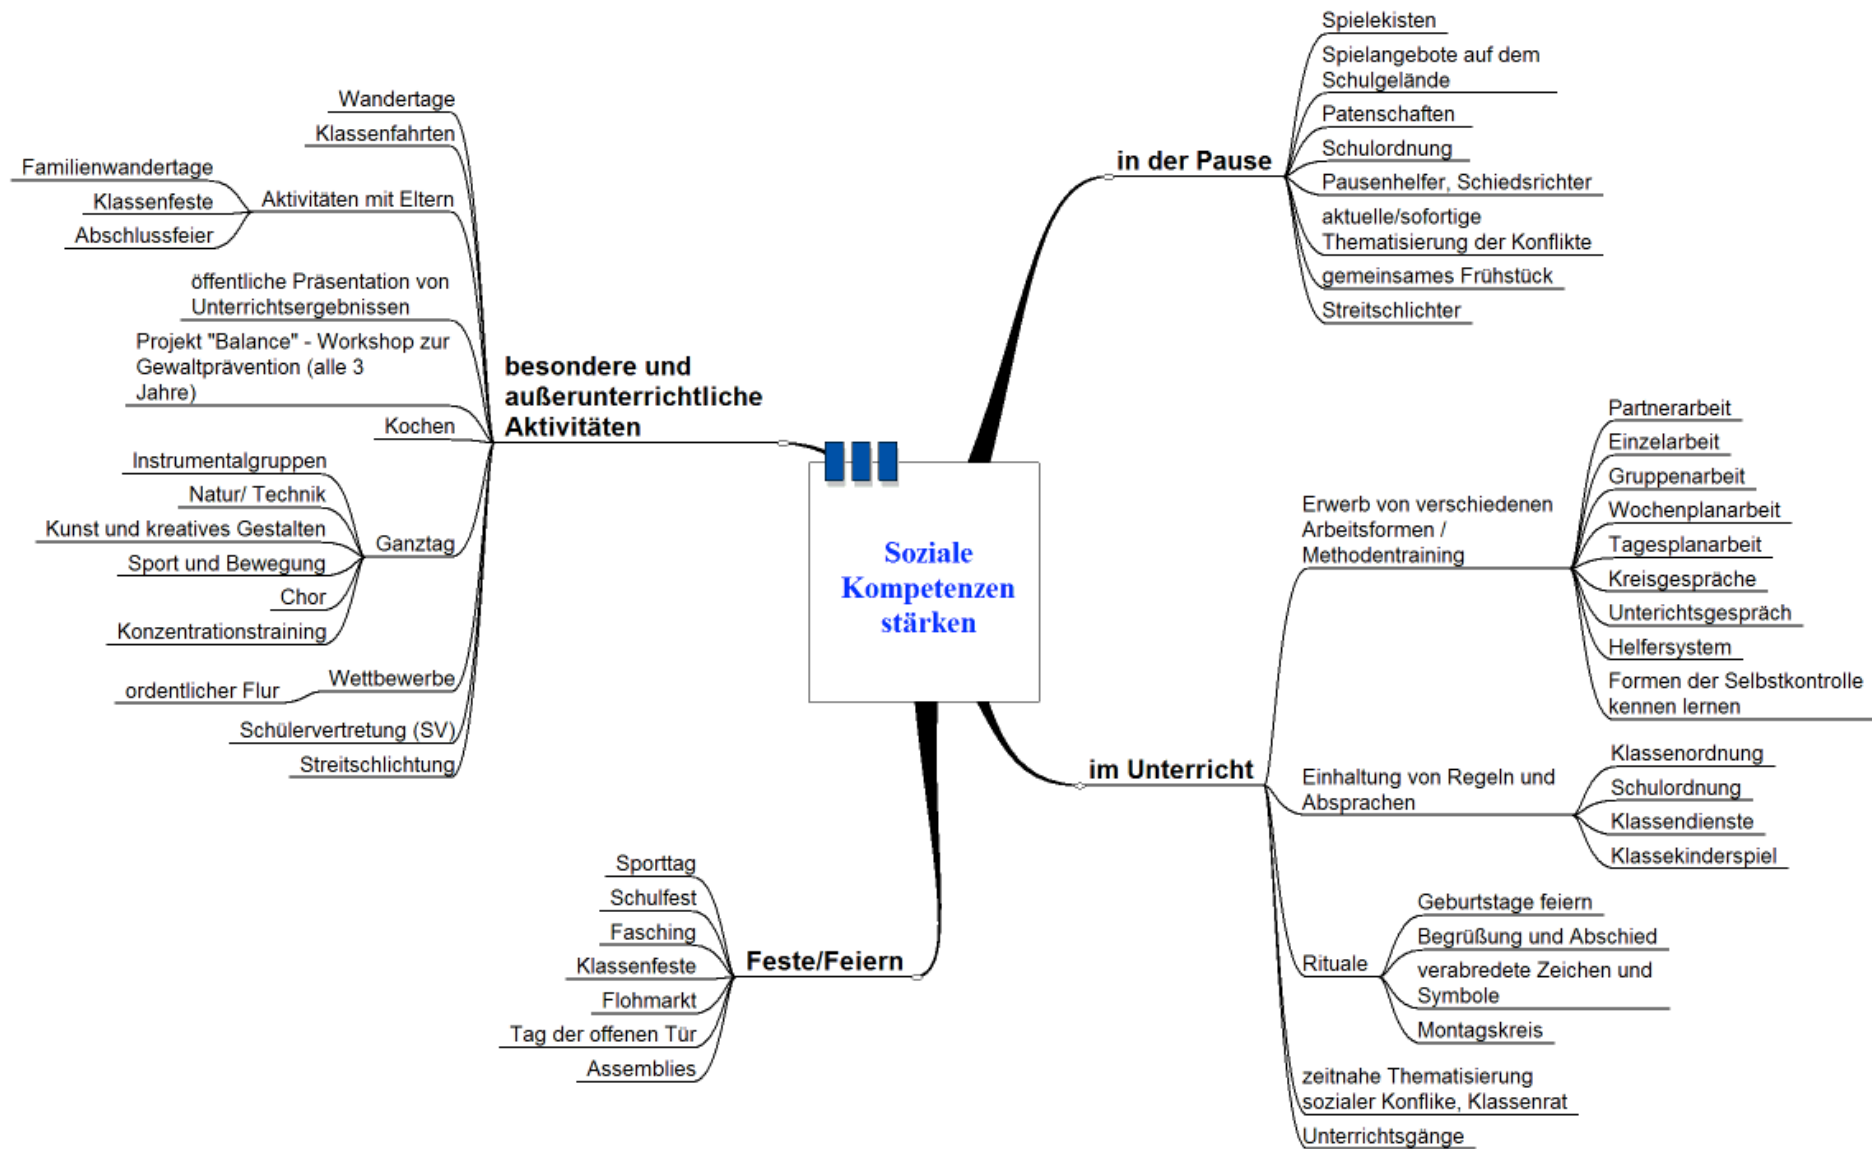 Soziale
Kompetenzen
stärken
in der Pause
Spielekisten
Spielangebote auf dem
Schulgelände
Patenschaften
Schulordnung
Pausenhelfer, Schiedsrichter
aktuelle/sofortige
Thematisierung der Konflikte
gemeinsames Frühstück
Streitschlichter
im Unterricht
Erwerb von verschiedenen
Arbeitsformen /
Methodentraining
Partnerarbeit
Einzelarbeit
Gruppenarbeit
Wochenplanarbeit
Tagesplanarbeit
Kreisgespräche
Unterichtsgespräch
Helfersystem
Formen der Selbstkontrolle
kennen lernen
Einhaltung von Regeln und
Absprachen
Klassenordnung
Schulordnung
Klassendienste
Klassekinderspiel
Rituale
Geburtstage feiern
Begrüßung und Abschied
verabredete Zeichen und
Symbole
Montagskreis
zeitnahe Thematisierung
sozialer Konflike, Klassenrat
Unterrichtsgänge
Feste/Feiern
Sporttag
Schulfest
Fasching
Klassenfeste
Flohmarkt
Tag der offenen Tür
Assemblies
besondere und
außerunterrichtliche
Aktivitäten
Wandertage
Klassenfahrten
Aktivitäten mit Eltern
Familienwandertage
Klassenfeste
Abschlussfeier
öffentliche Präsentation von
Unterrichtsergebnissen
Projekt "Balance" - Workshop zur
Gewaltprävention (alle 3
Jahre)
Kochen
Ganztag
Instrumentalgruppen
Natur/ Technik
Kunst und kreatives Gestalten
Sport und Bewegung
Chor
Konzentrationstraining
Wettbewerbe
ordentlicher Flur
Schülervertretung (SV)
Streitschlichtung